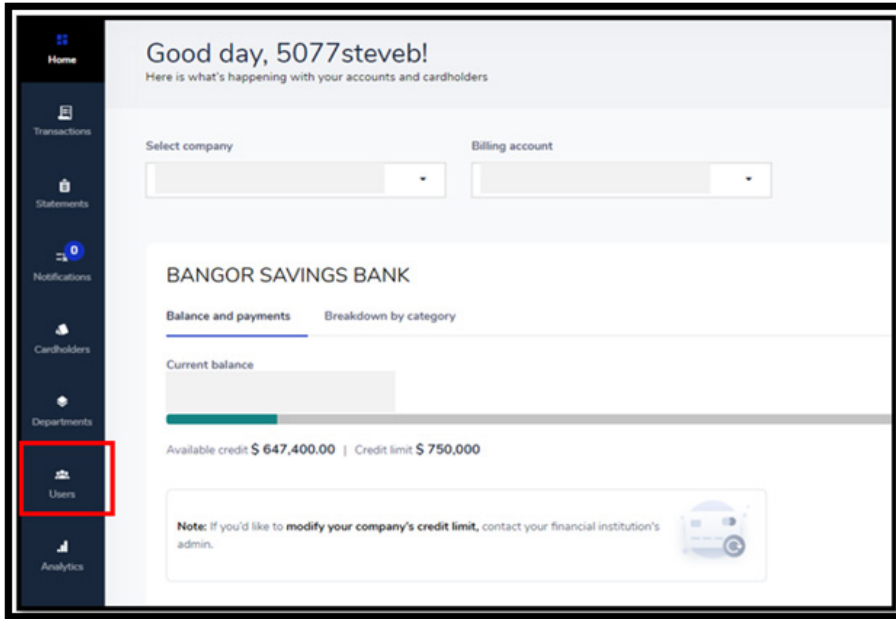 Home
Transactions
Statements
0
Notifications
Cardholders
Departments
Users
Analytics
Good day, 5077steveb!
Here is what's happening with your accounts and cardholders
Select company
Billing account
BANGOR SAVINGS BANK
Balance and payments
Breakdown by category
Current balance
Available credit $ 647,400.00 | Credit limit $ 750,000
Note: If you'd like to modify your company's credit limit, contact your financial institution's
admin.